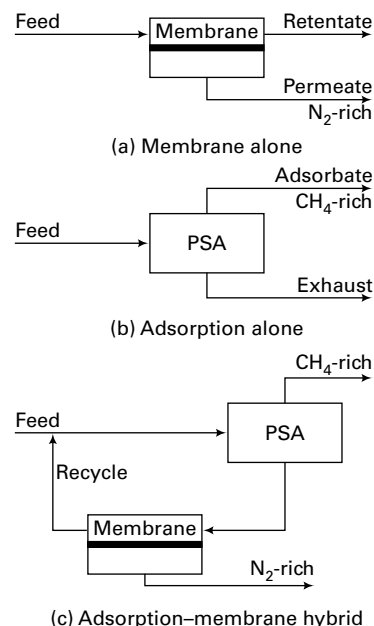 Feed
Membrane
Retentate
Permeate
N₂-rich
(a) Membrane alone
Adsorbate
CH₄-rich
Feed
PSA
Exhaust
(b) Adsorption alone
CH₄-rich
Feed
PSA
Recycle
Membrane
N₂-rich
(c) Adsorption–membrane hybrid